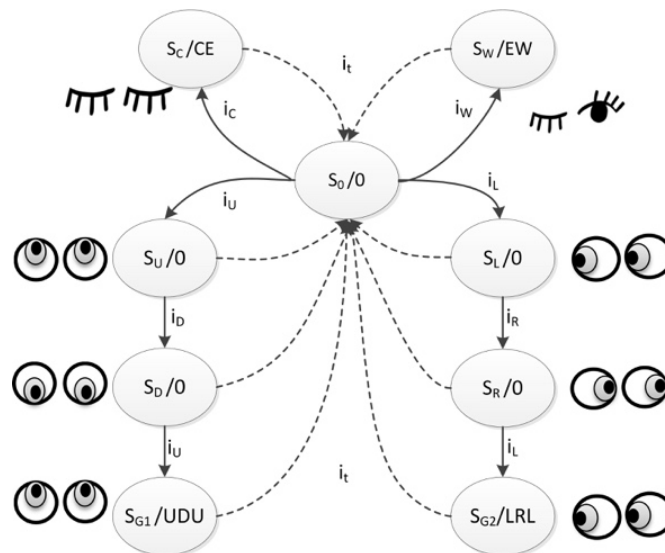 S_C/CE
S_W/EW
i_t
i_C
i_W
S_0/0
i_U
i_L
S_U/0
S_L/0
i_D
i_R
S_D/0
S_R/0
i_U
i_L
i_t
S_G1/UDU
S_G2/LRL